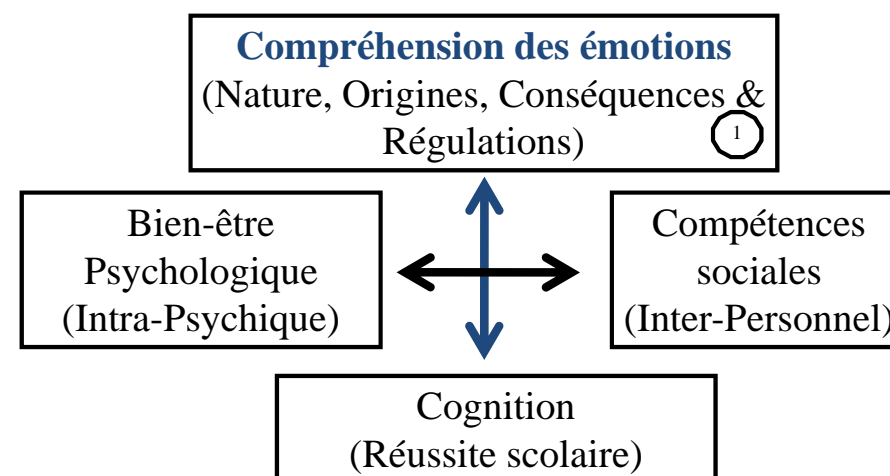 Compréhension des émotions
(Nature, Origines, Conséquences &
Régulations)
1
Bien-être
Psychologique
(Intra-Psychique)
Compétences
sociales
(Inter-Personnel)
Cognition
(Réussite scolaire)